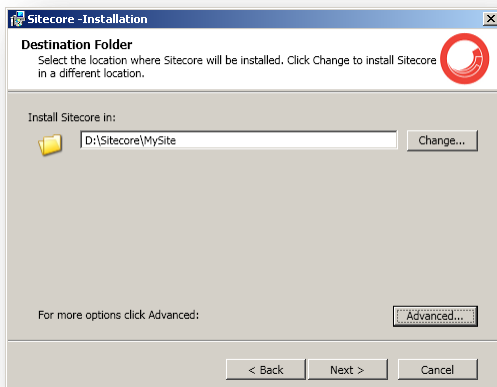 Sitecore -Installation
Destination Folder
Select the location where Sitecore will be installed. Click Change to install Sitecore
in a different location.
Install Sitecore in:
D:\Sitecore\MySite
Change...
For more options click Advanced:
Advanced...
< Back
Next >
Cancel